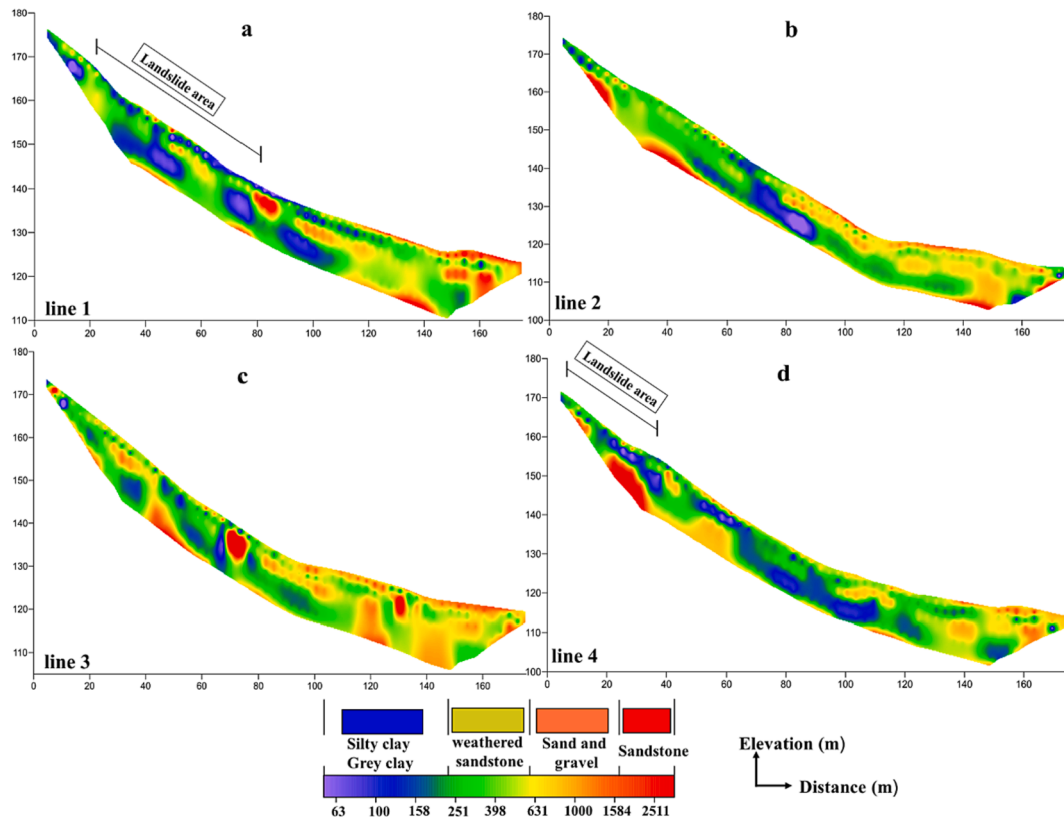 a
Landslide area
180
170
160
150
140
130
120
110
line 1
0 20 40 60 80 100 120 140 160
b
180
170
160
150
140
130
120
110
100
line 2
0 20 40 60 80 100 120 140 160
c
180
170
160
150
140
130
120
110
line 3
0 20 40 60 80 100 120 140 160
d
Landslide area
180
170
160
150
140
130
120
110
100
line 4
0 20 40 60 80 100 120 140 160
Silty clay
Grey clay
weathered
sandstone
Sand and
gravel
Sandstone
63 100 158 251 398 631 1000 1584 2511
Elevation (m)
Distance (m)